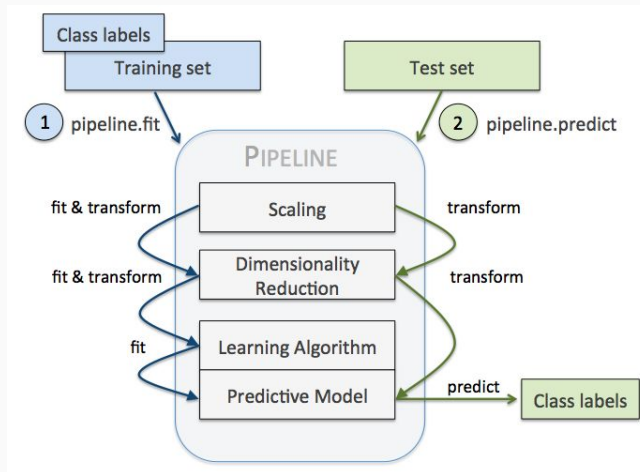 Class labels
Training set
Test set
1 pipeline.fit
2 pipeline.predict
PIPELINE
fit & transform
Scaling
transform
fit & transform
Dimensionality
Reduction
transform
fit
Learning Algorithm
Predictive Model
predict
Class labels